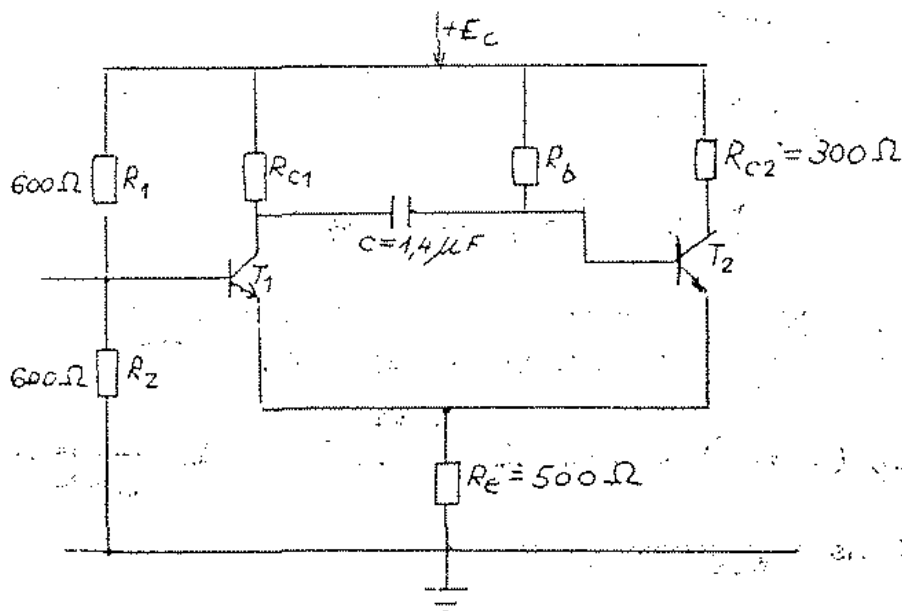 +Ec
600Ω R1
Rc1
Rb
Rc2 = 300Ω
C=1,4μF
T1
T2
600Ω R2
RE = 500Ω